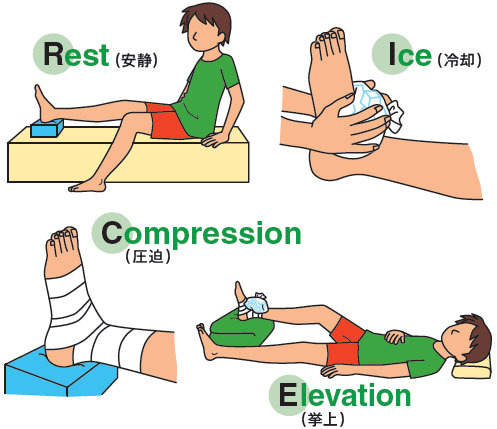 Rest (安静)
Ice (冷却)
Compression
(圧迫)
Elevation
(挙上)